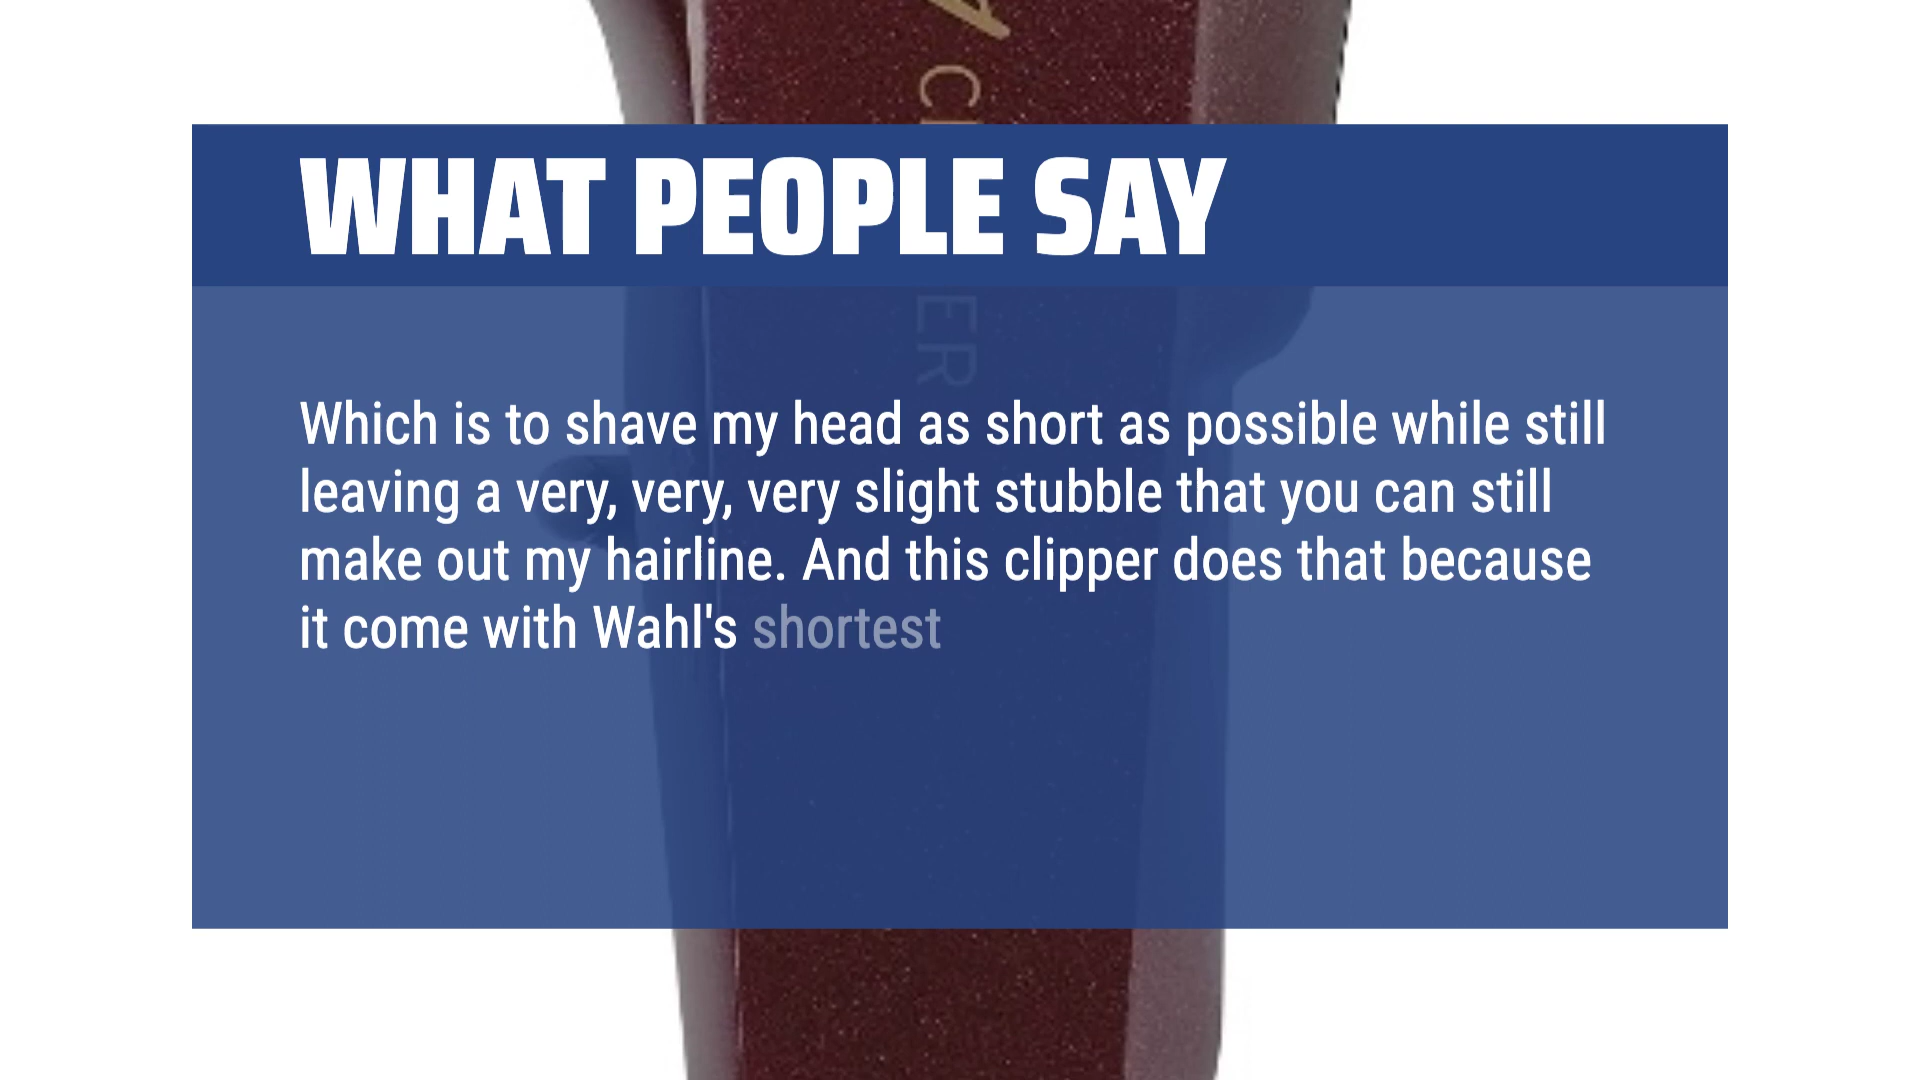 A CL
WHAT PEOPLE SAY
ER
Which is to shave my head as short as possible while still
leaving a very, very, very slight stubble that you can still
make out my hairline. And this clipper does that because
it come with Wahl's shortest